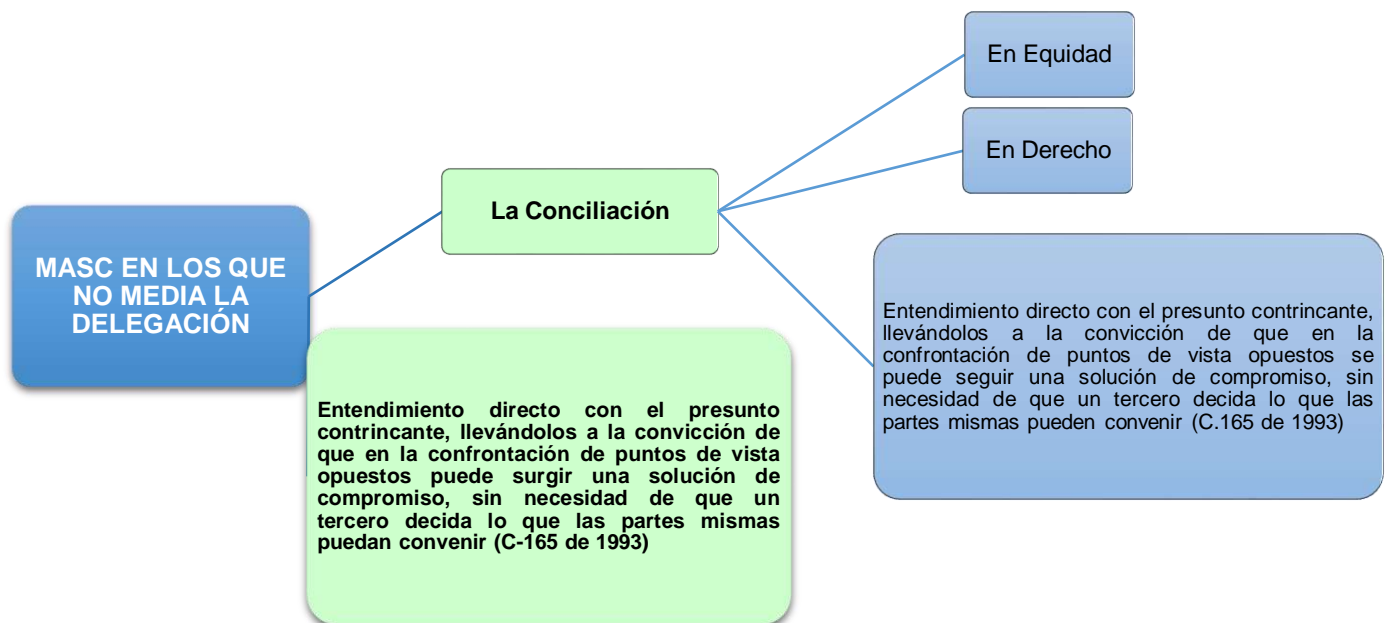 MASC EN LOS QUE
NO MEDIA LA
DELEGACIÓN
La Conciliación
En Equidad
En Derecho
Entendimiento directo con el presunto contrincante,
llevándolos a la convicción de que en la
confrontación de puntos de vista opuestos se
puede seguir una solución de compromiso, sin
necesidad de que un tercero decida lo que las
partes mismas pueden convenir (C.165 de 1993)
Entendimiento directo con el presunto
contrincante, llevándolos a la convicción de
que en la confrontación de puntos de vista
opuestos puede surgir una solución de
compromiso, sin necesidad de que un
tercero decida lo que las partes mismas
puedan convenir (C-165 de 1993)